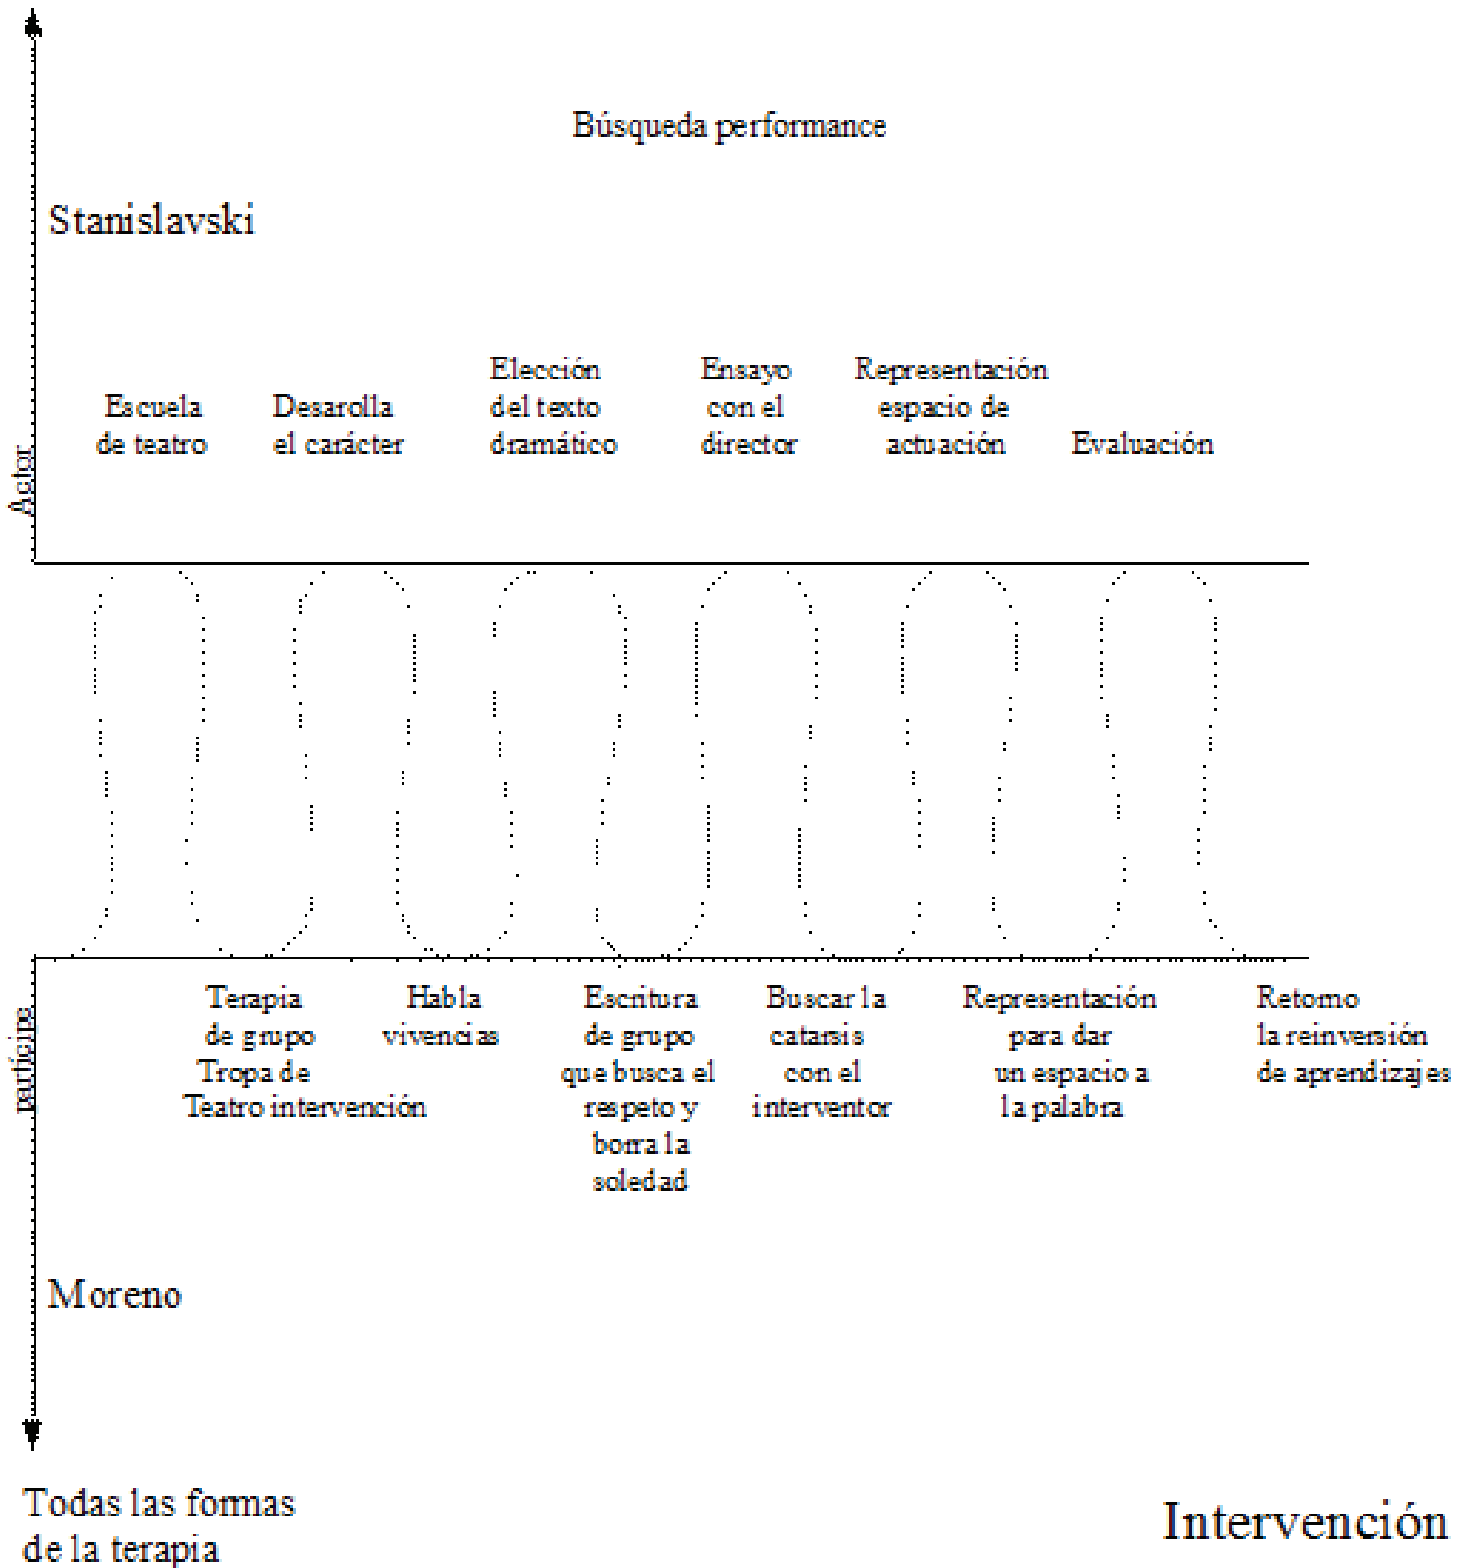 Búsqueda performance
Stanislavski
Actor
Escuela
de teatro
Desarolla
el carácter
Elección
del texto
dramático
Ensayo
con el
director
Representación
espacio de
actuación
Evaluación
partícipe
Terapia
de grupo
Tropa de
Teatro intervención
Habla
vivencias
Escritura
de grupo
que busca el
respeto y
borra la
soledad
Buscar la
catarsis
con el
interventor
Representación
para dar
un espacio a
la palabra
Retorno
la reinversión
de aprendizajes
Moreno
Todas las formas
de la terapia
Intervención